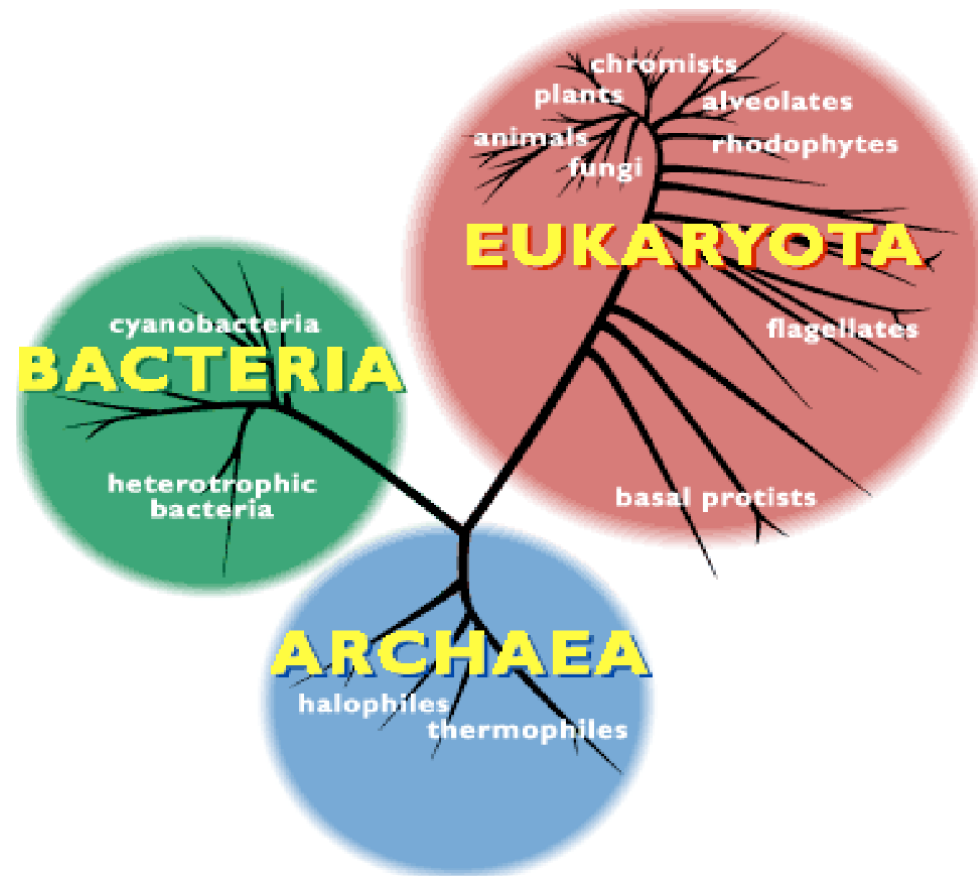 chromists
plants
alveolates
animals
rhodophytes
fungi
EUKARYOTA
flagellates
basal protists
cyanobacteria
BACTERIA
heterotrophic
bacteria
ARCHAEA
halophiles
thermophiles